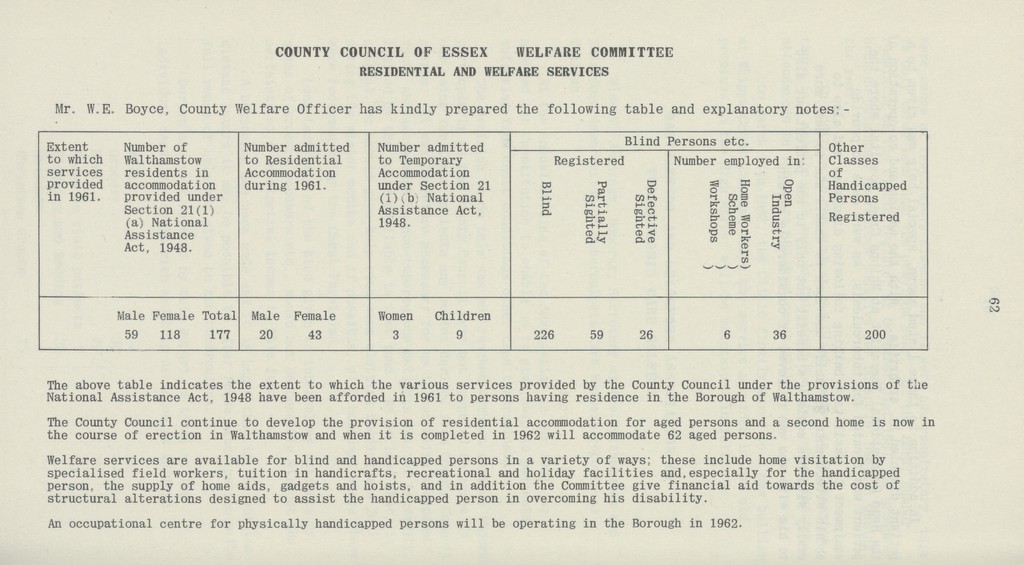 COUNTY COUNCIL OF ESSEX WELFARE COMMITTEE
RESIDENTIAL AND WELFARE SERVICES
Mr. W.E. Boyce, County Welfare Officer has kindly prepared the following table and explanatory notes:-
Extent
to which
services
provided
in 1961.
Number of
Walthamstow
residents in
accommodation
provided under
Section 21(1)
(a) National
Assistance
Act, 1948.
Number admitted
to Residential
Accommodation
during 1961.
Number admitted
to Temporary
Accommodation
under Section 21
(1)(b) National
Assistance Act,
1948.
Blind Persons etc.
Registered
Blind
Partially
Sighted
Defective
Sighted
Number employed in:
Workshops )
Home Workers)
Scheme )
Open
Industry
Other
Classes
of
Handicapped
Persons
Registered
Male Female Total Male Female Women Children
59 118 177 20 43 3 9 226 59 26 6 36 200
The above table indicates the extent to which the various services provided by the County Council under the provisions of the
National Assistance Act, 1948 have been afforded in 1961 to persons having residence in the Borough of Walthamstow.
The County Council continue to develop the provision of residential accommodation for aged persons and a second home is now in
the course of erection in Walthamstow and when it is completed in 1962 will accommodate 62 aged persons.
Welfare services are available for blind and handicapped persons in a variety of ways; these include home visitation by
specialised field workers, tuition in handicrafts, recreational and holiday facilities and, especially for the handicapped
person, the supply of home aids, gadgets and hoists, and in addition the Committee give financial aid towards the cost of
structural alterations designed to assist the handicapped person in overcoming his disability.
An occupational centre for physically handicapped persons will be operating in the Borough in 1962.
62